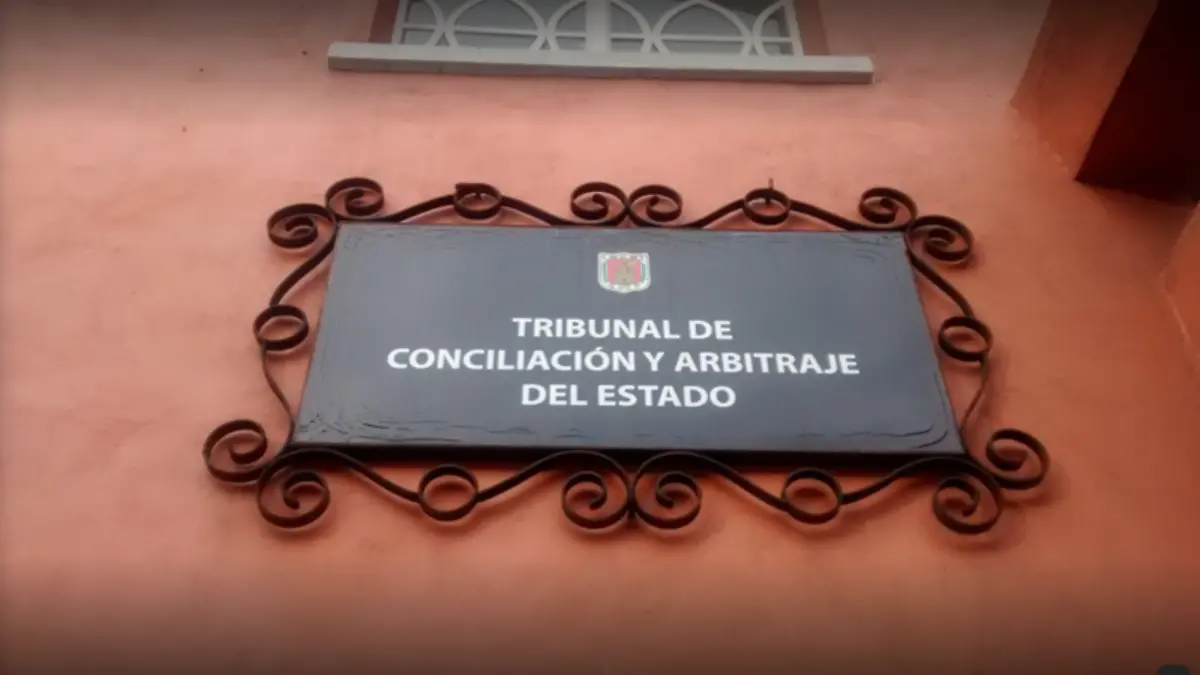 TRIBUNAL DE
CONCILIACIÓN Y ARBITRAJE
DEL ESTADO